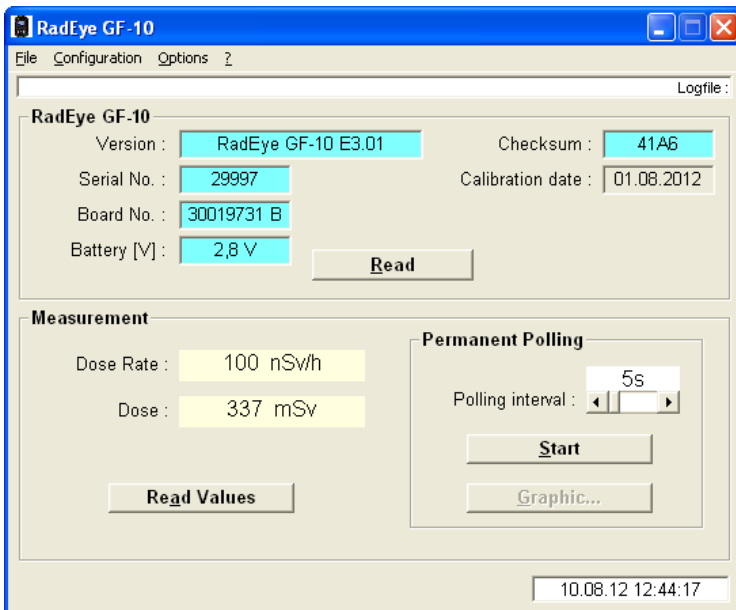 RadEye GF-10
File Configuration Options ?
Logfile :
RadEye GF-10
Version : RadEye GF-10 E3.01 Checksum : 41A6
Serial No. : 29997 Calibration date : 01.08.2012
Board No. : 30019731 B
Battery [V] : 2,8 V
Read
Measurement
Dose Rate : 100 nSv/h
Dose : 337 mSv
Read Values
Permanent Polling
5s
Polling interval :
Start
Graphic...
10.08.12 12:44:17